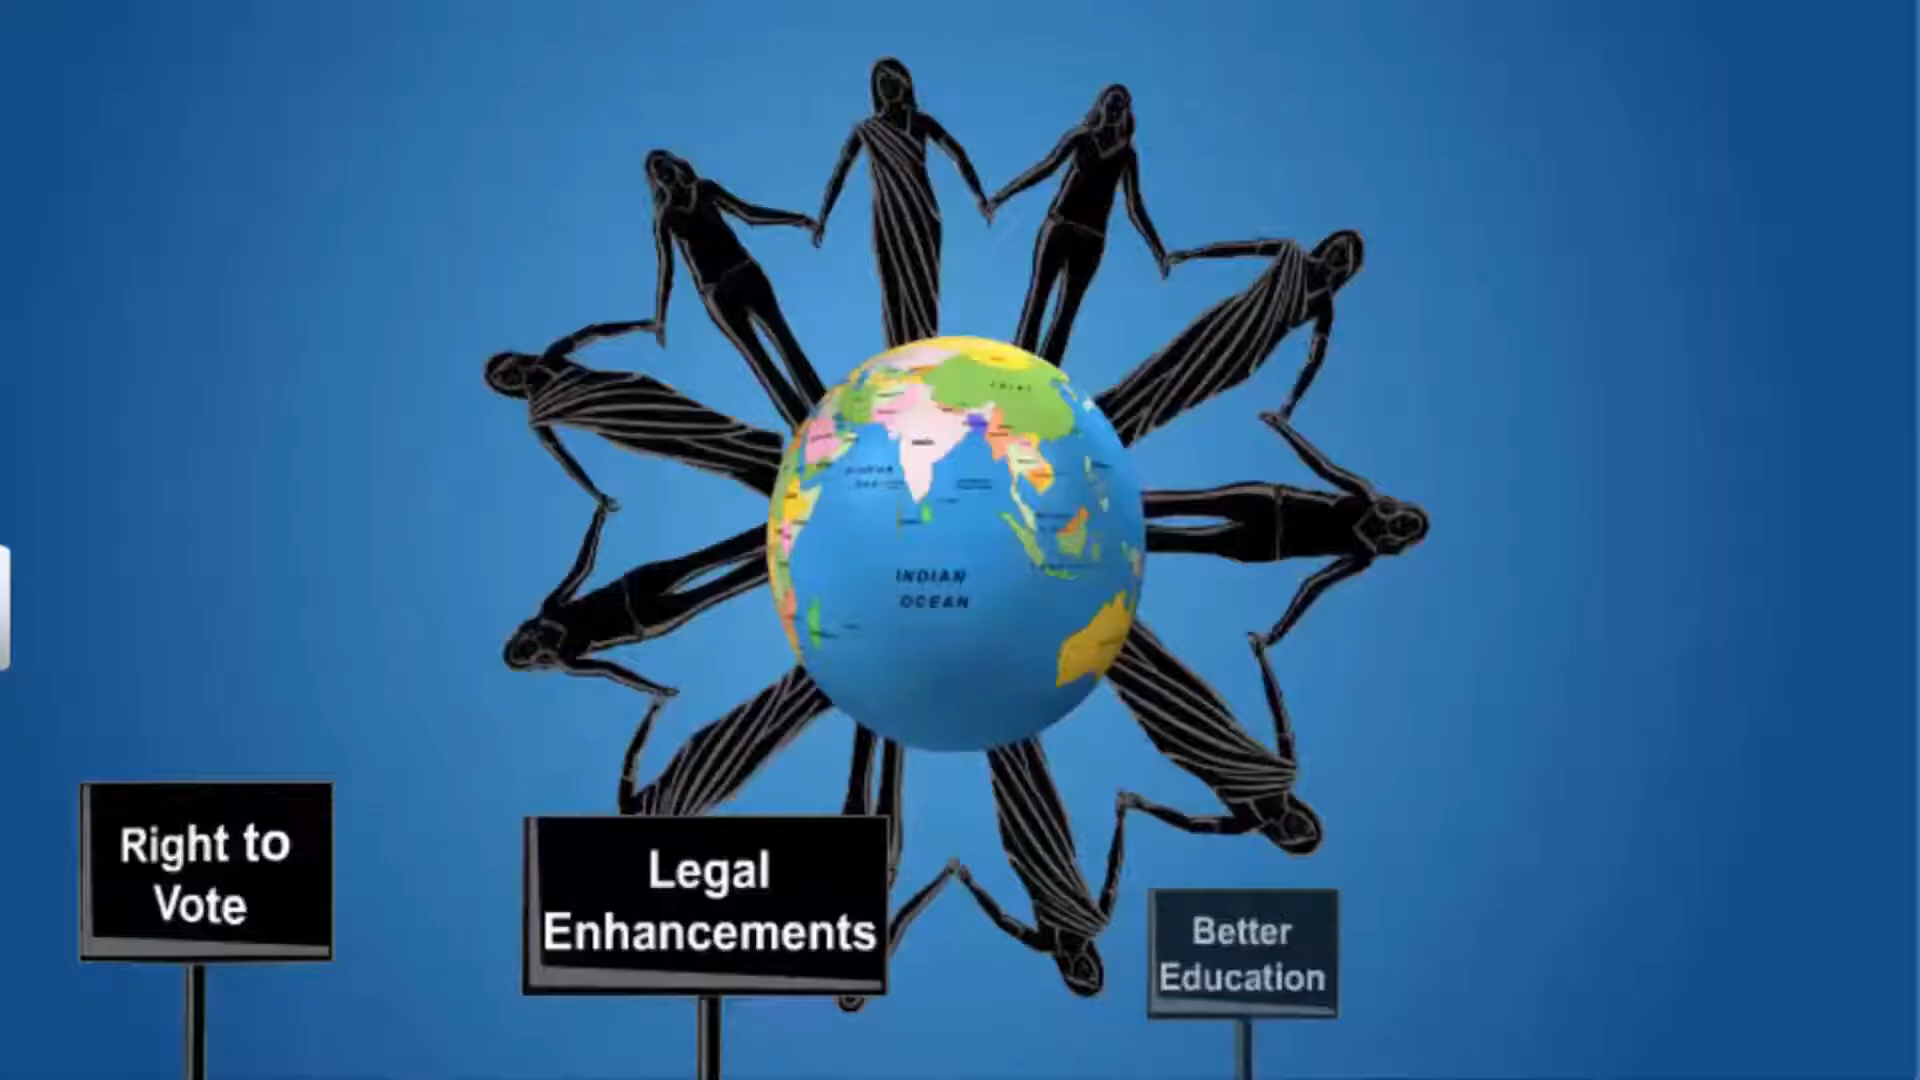 INDIAN
OCEAN
Right to
Vote
Legal
Enhancements
Better
Education